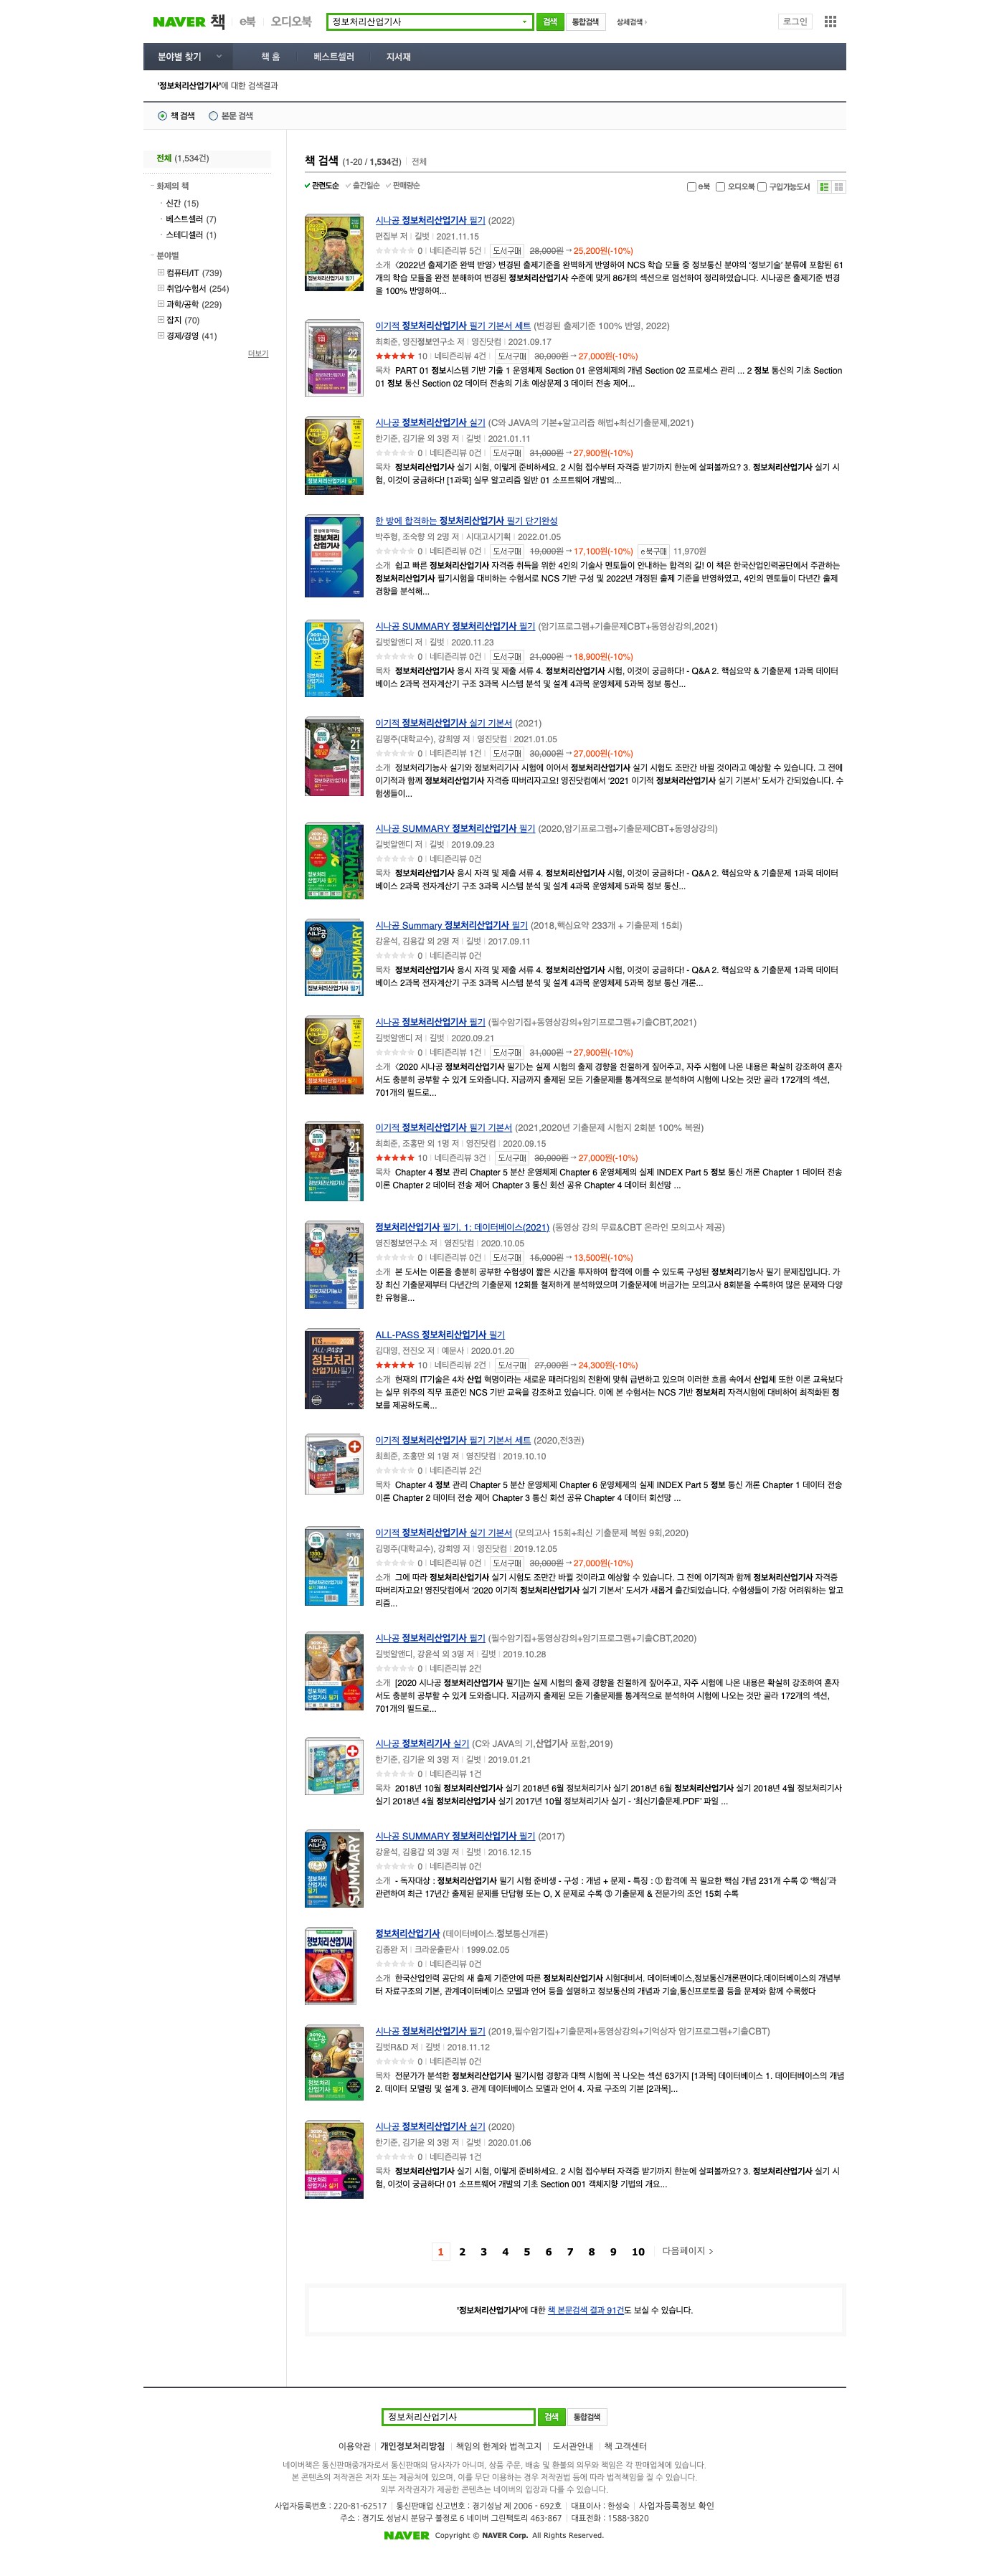 NAVER 책 e북 오디오북 정보처리산업기사 검색 통합검색 상세검색 로그인
분야별 찾기 책 홈 베스트셀러 지서재
'정보처리산업기사'에 대한 검색결과
책 검색 본문 검색
전체 (1,534건)
화제의 책
신간 (15)
베스트셀러 (7)
스테디셀러 (1)
분야별
컴퓨터/IT (739)
취업/수험서 (254)
과학/공학 (229)
잡지 (70)
경제/경영 (41)
더보기
책 검색 (1-20 / 1,534건) 전체
관련도순 출간일순 판매량순 e북 오디오북 구입가능도서
시나공 정보처리산업기사 필기 (2022)
편집부 저 길벗 2021.11.15
0 네티즌리뷰 5건 도서구매 28,000원 → 25,200원(-10%)
소개 <2022년 출제기준 완벽 반영> 변경된 출제기준을 완벽하게 반영하여 NCS 학습 모듈 중 정보통신 분야의 '정보기술' 분류에 포함된 61
개의 학습 모듈을 완전 분해하여 변경된 정보처리산업기사 수준에 맞게 86개의 섹션으로 엄선하여 정리하였습니다. 시나공은 출제기준 변경
을 100% 반영하여...
이기적 정보처리산업기사 필기 기본서 세트 (변경된 출제기준 100% 반영, 2022)
최희준, 영진정보연구소 저 영진닷컴 2021.09.17
10 네티즌리뷰 4건 도서구매 30,000원 → 27,000원(-10%)
목차 PART 01 정보시스템 기반 기출 1 운영체제 Section 01 운영체제의 개념 Section 02 프로세스 관리 ... 2 정보 통신의 기초 Section
01 정보 통신 Section 02 데이터 전송의 기초 예상문제 3 데이터 전송 제어...
시나공 정보처리산업기사 실기 (C와 JAVA의 기본+알고리즘 해법+최신기출문제,2021)
한기준, 김기윤 외 3명 저 길벗 2021.01.11
0 네티즌리뷰 0건 도서구매 31,000원 → 27,900원(-10%)
목차 정보처리산업기사 실기 시험, 이렇게 준비하세요. 2 시험 접수부터 자격증 받기까지 한눈에 살펴볼까요? 3. 정보처리산업기사 실기 시
험, 이것이 궁금하다! [1과목] 실무 알고리즘 일반 01 소프트웨어 개발의...
한 방에 합격하는 정보처리산업기사 필기 단기완성
박주형, 조숙향 외 2명 저 시대고시기획 2022.01.05
0 네티즌리뷰 0건 도서구매 19,000원 → 17,100원(-10%) e북구매 11,970원
소개 쉽고 빠른 정보처리산업기사 자격증 취득을 위한 4인의 기술사 멘토들이 안내하는 합격의 길! 이 책은 한국산업인력공단에서 주관하는
정보처리산업기사 필기시험을 대비하는 수험서로 NCS 기반 구성 및 2022년 개정된 출제 기준을 반영하였고, 4인의 멘토들이 다년간 출제
경향을 분석해...
시나공 SUMMARY 정보처리산업기사 필기 (암기프로그램+기출문제CBT+동영상강의,2021)
길벗알앤디 저 길벗 2020.11.23
0 네티즌리뷰 0건 도서구매 21,000원 → 18,900원(-10%)
목차 정보처리산업기사 응시 자격 및 제출 서류 4. 정보처리산업기사 시험, 이것이 궁금하다! - Q&A 2. 핵심요약 & 기출문제 1과목 데이터
베이스 2과목 전자계산기 구조 3과목 시스템 분석 및 설계 4과목 운영체제 5과목 정보 통신...
이기적 정보처리산업기사 실기 기본서 (2021)
김명주(대학교수), 강희영 저 영진닷컴 2021.01.05
0 네티즌리뷰 1건 도서구매 30,000원 → 27,000원(-10%)
소개 정보처리기능사 실기와 정보처리기사 시험에 이어서 정보처리산업기사 실기 시험도 조만간 바뀔 것이라고 예상할 수 있습니다. 그 전에
이기적과 함께 정보처리산업기사 자격증 따버리자고요! 영진닷컴에서 '2021 이기적 정보처리산업기사 실기 기본서' 도서가 간되었습니다. 수
험생들이...
시나공 SUMMARY 정보처리산업기사 필기 (2020,암기프로그램+기출문제CBT+동영상강의)
길벗알앤디 저 길벗 2019.09.23
0 네티즌리뷰 0건
목차 정보처리산업기사 응시 자격 및 제출 서류 4. 정보처리산업기사 시험, 이것이 궁금하다! - Q&A 2. 핵심요약 & 기출문제 1과목 데이터
베이스 2과목 전자계산기 구조 3과목 시스템 분석 및 설계 4과목 운영체제 5과목 정보 통신...
시나공 Summary 정보처리산업기사 필기 (2018,핵심요약 233개 + 기출문제 15회)
강윤석, 김용갑 외 2명 저 길벗 2017.09.11
0 네티즌리뷰 0건
목차 정보처리산업기사 응시 자격 및 제출 서류 4. 정보처리산업기사 시험, 이것이 궁금하다! - Q&A 2. 핵심요약 & 기출문제 1과목 데이터
베이스 2과목 전자계산기 구조 3과목 시스템 분석 및 설계 4과목 운영체제 5과목 정보 통신 개론...
시나공 정보처리산업기사 필기 (필수암기집+동영상강의+암기프로그램+기출CBT,2021)
길벗알앤디 저 길벗 2020.09.21
0 네티즌리뷰 1건 도서구매 31,000원 → 27,900원(-10%)
소개 <2020 시나공 정보처리산업기사 필기>는 실제 시험의 출제 경향을 친절하게 짚어주고, 자주 시험에 나온 내용은 확실히 강조하여 혼자
서도 충분히 공부할 수 있게 도와줍니다. 지금까지 출제된 모든 기출문제를 통계적으로 분석하여 시험에 나오는 것만 골라 172개의 섹션,
701개의 필드로...
이기적 정보처리산업기사 필기 기본서 (2021,2020년 기출문제 시험지 2회분 100% 복원)
최희준, 조홍만 외 1명 저 영진닷컴 2020.09.15
10 네티즌리뷰 3건 도서구매 30,000원 → 27,000원(-10%)
목차 Chapter 4 정보 관리 Chapter 5 분산 운영체제 Chapter 6 운영체제의 실제 INDEX Part 5 정보 통신 개론 Chapter 1 데이터 전송
이론 Chapter 2 데이터 전송 제어 Chapter 3 통신 회선 공유 Chapter 4 데이터 회선망 ...
정보처리산업기사 필기. 1: 데이터베이스(2021) (동영상 강의 무료&CBT 온라인 모의고사 제공)
영진정보연구소 저 영진닷컴 2020.10.05
0 네티즌리뷰 0건 도서구매 15,000원 → 13,500원(-10%)
소개 본 도서는 이론을 충분히 공부한 수험생이 짧은 시간을 투자하여 합격에 이를 수 있도록 구성된 정보처리기능사 필기 문제집입니다. 가
장 최신 기출문제부터 다년간의 기출문제 12회를 철저하게 분석하였으며 기출문제에 버금가는 모의고사 8회분을 수록하여 많은 문제와 다양
한 유형을...
ALL-PASS 정보처리산업기사 필기
김대영, 전진오 저 예문사 2020.01.20
10 네티즌리뷰 2건 도서구매 27,000원 → 24,300원(-10%)
소개 현재의 IT기술은 4차 산업 혁명이라는 새로운 패러다임의 전환에 맞춰 급변하고 있으며 이러한 흐름 속에서 산업체 또한 이론 교육보다
는 실무 위주의 직무 표준인 NCS 기반 교육을 강조하고 있습니다. 이에 본 수험서는 NCS 기반 정보처리 자격시험에 대비하여 최적화된 정
보를 제공하도록...
이기적 정보처리산업기사 필기 기본서 세트 (2020,전3권)
최희준, 조홍만 외 1명 저 영진닷컴 2019.10.10
0 네티즌리뷰 2건
목차 Chapter 4 정보 관리 Chapter 5 분산 운영체제 Chapter 6 운영체제의 실제 INDEX Part 5 정보 통신 개론 Chapter 1 데이터 전송
이론 Chapter 2 데이터 전송 제어 Chapter 3 통신 회선 공유 Chapter 4 데이터 회선망 ...
이기적 정보처리산업기사 실기 기본서 (모의고사 15회+최신 기출문제 복원 9회,2020)
김명주(대학교수), 강희영 저 영진닷컴 2019.12.05
0 네티즌리뷰 0건 도서구매 30,000원 → 27,000원(-10%)
소개 그에 따라 정보처리산업기사 실기 시험도 조만간 바뀔 것이라고 예상할 수 있습니다. 그 전에 이기적과 함께 정보처리산업기사 자격증
따버리자고요! 영진닷컴에서 '2020 이기적 정보처리산업기사 실기 기본서' 도서가 새롭게 출간되었습니다. 수험생들이 가장 어려워하는 알고
리즘...
시나공 정보처리산업기사 필기 (필수암기집+동영상강의+암기프로그램+기출CBT,2020)
길벗알앤디, 강윤석 외 3명 저 길벗 2019.10.28
0 네티즌리뷰 2건
소개 [2020 시나공 정보처리산업기사 필기]는 실제 시험의 출제 경향을 친절하게 짚어주고, 자주 시험에 나온 내용은 확실히 강조하여 혼자
서도 충분히 공부할 수 있게 도와줍니다. 지금까지 출제된 모든 기출문제를 통계적으로 분석하여 시험에 나오는 것만 골라 172개의 섹션,
701개의 필드로...
시나공 정보처리기사 실기 (C와 JAVA의 기,산업기사 포함,2019)
한기준, 김기윤 외 3명 저 길벗 2019.01.21
0 네티즌리뷰 1건
목차 2018년 10월 정보처리산업기사 실기 2018년 6월 정보처리기사 실기 2018년 6월 정보처리산업기사 실기 2018년 4월 정보처리기사
실기 2018년 4월 정보처리산업기사 실기 2017년 10월 정보처리기사 실기 - '최신기출문제.PDF' 파일 ...
시나공 SUMMARY 정보처리산업기사 필기 (2017)
강윤석, 김용갑 외 3명 저 길벗 2016.12.15
0 네티즌리뷰 0건
소개 - 독자대상 : 정보처리산업기사 필기 시험 준비생 - 구성 : 개념 + 문제 - 특징 : ① 합격에 꼭 필요한 핵심 개념 231개 수록 ② '핵심'과
관련하여 최근 17년간 출제된 문제를 단답형 또는 O, X 문제로 수록 ③ 기출문제 & 전문가의 조언 15회 수록
정보처리산업기사 (데이터베이스.정보통신개론)
김종완 저 크라운출판사 1999.02.05
0 네티즌리뷰 0건
소개 한국산업인력 공단의 새 출제 기준안에 따른 정보처리산업기사 시험대비서. 데이터베이스,정보통신개론편이다.데이터베이스의 개념부
터 자료구조의 기본, 관계데이터베이스 모델과 언어 등을 설명하고 정보통신의 개념과 기술,통신프로토콜 등을 문제와 함께 수록했다
시나공 정보처리산업기사 필기 (2019,필수암기집+기출문제+동영상강의+기억상자 암기프로그램+기출CBT)
길벗R&D 저 길벗 2018.11.12
0 네티즌리뷰 0건
목차 전문가가 분석한 정보처리산업기사 필기시험 경향과 대책 시험에 꼭 나오는 섹션 63가지 [1과목] 데이터베이스 1. 데이터베이스의 개념
2. 데이터 모델링 및 설계 3. 관계 데이터베이스 모델과 언어 4. 자료 구조의 기본 [2과목]...
시나공 정보처리산업기사 실기 (2020)
한기준, 김기윤 외 3명 저 길벗 2020.01.06
0 네티즌리뷰 1건
목차 정보처리산업기사 실기 시험, 이렇게 준비하세요. 2 시험 접수부터 자격증 받기까지 한눈에 살펴볼까요? 3. 정보처리산업기사 실기 시
험, 이것이 궁금하다! 01 소프트웨어 개발의 기초 Section 001 객체지향 기법의 개요...
1 2 3 4 5 6 7 8 9 10 다음페이지
'정보처리산업기사'에 대한 책 본문검색 결과 91건도 보실 수 있습니다.
정보처리산업기사 검색 통합검색
이용약관 개인정보처리방침 책임의 한계와 법적고지 도서관안내 책 고객센터
네이버책은 통신판매중개자로서 통신판매의 당사자가 아니며, 상품 주문, 배송 및 환불의 의무와 책임은 각 판매업체에 있습니다.
본 콘텐츠의 저작권은 저자 또는 제공처에 있으며, 이를 무단 이용하는 경우 저작권법 등에 따라 법적책임을 질 수 있습니다.
외부 저작권자가 제공한 콘텐츠는 네이버의 입장과 다를 수 있습니다.
사업자등록번호 : 220-81-62517 통신판매업 신고번호 : 경기성남 제 2006 - 692호 대표이사 : 한성숙 사업자등록정보 확인
주소 : 경기도 성남시 분당구 불정로 6 네이버 그린팩토리 463-867 대표전화 : 1588-3820
NAVER Copyright © NAVER Corp. All Rights Reserved.